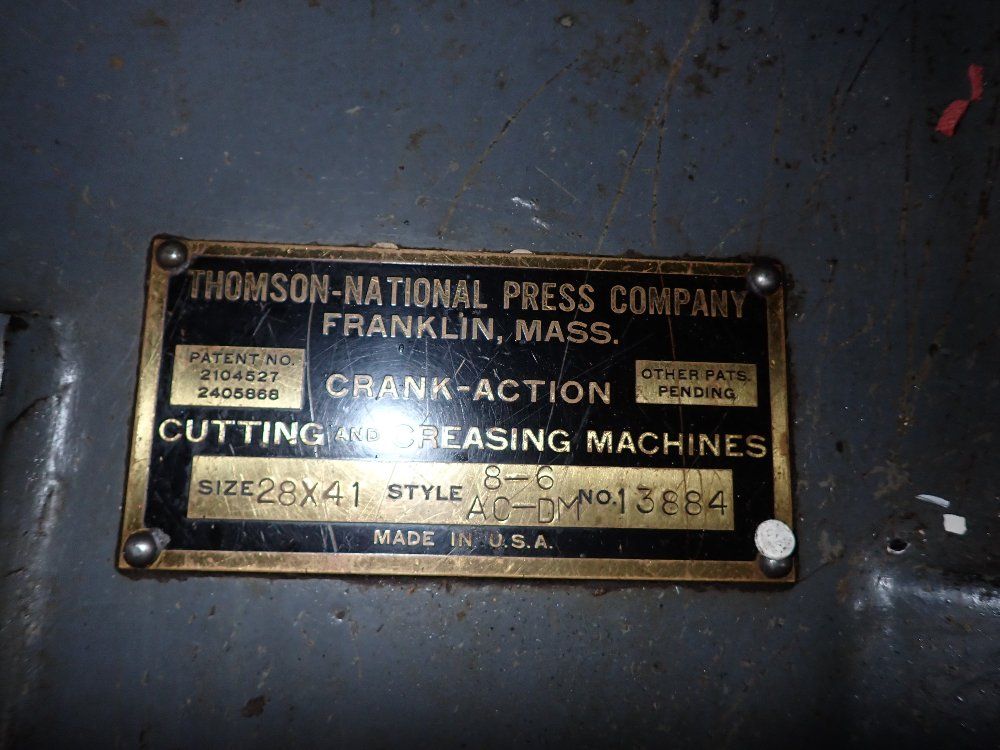 THOMSON-NATIONAL PRESS COMPANY
FRANKLIN, MASS.
PATENT NO.
2104527
2405868
CRANK-ACTION
OTHER PATS.
PENDING
CUTTING AND CREASING MACHINES
SIZE 28X41 STYLE 8-6 AC-DM NO. 13884
MADE IN U.S.A.